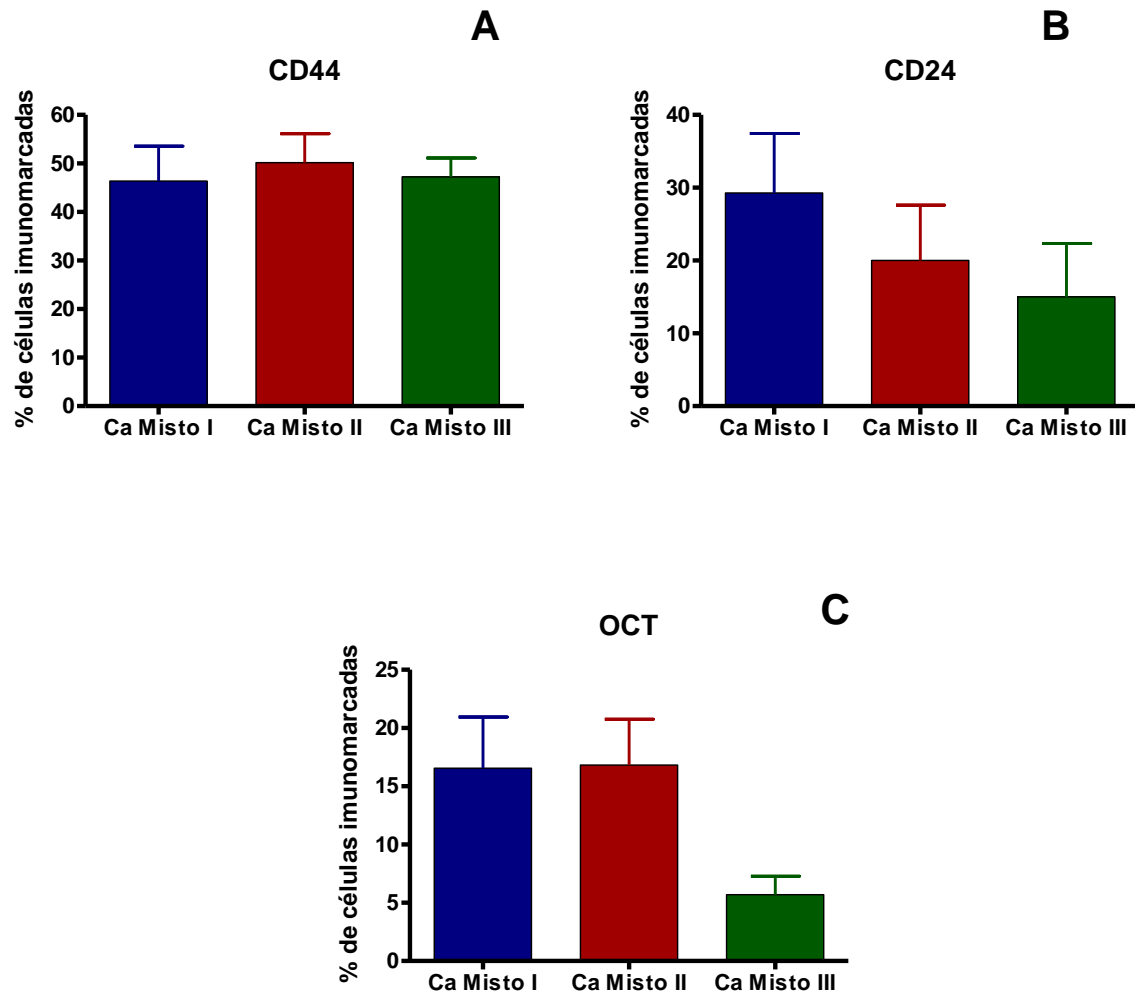 A
CD44
% de células imunomarcadas
60
50
40
30
20
10
0
Ca Misto I Ca Misto II Ca Misto III
B
CD24
% de células imunomarcadas
40
30
20
10
0
Ca Misto I Ca Misto II Ca Misto III
C
OCT
% de células imunomarcadas
25
20
15
10
5
0
Ca Misto I Ca Misto II Ca Misto III